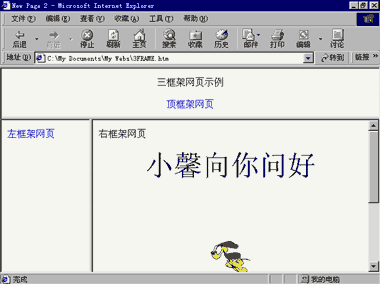 New Page 2 - Microsoft Internet Explorer
文件(F) 编辑(E) 查看(V) 收藏(A) 工具(T) 帮助(H)
后退 前进 停止 刷新 主页 搜索 收藏 历史 邮件 打印 编辑 讨论
地址(D) C:\My Documents\My Webs\3FRAME.htm 转到 链接 »
三框架网页示例
顶框架网页
左框架网页
右框架网页
小馨向你问好
完成 我的电脑